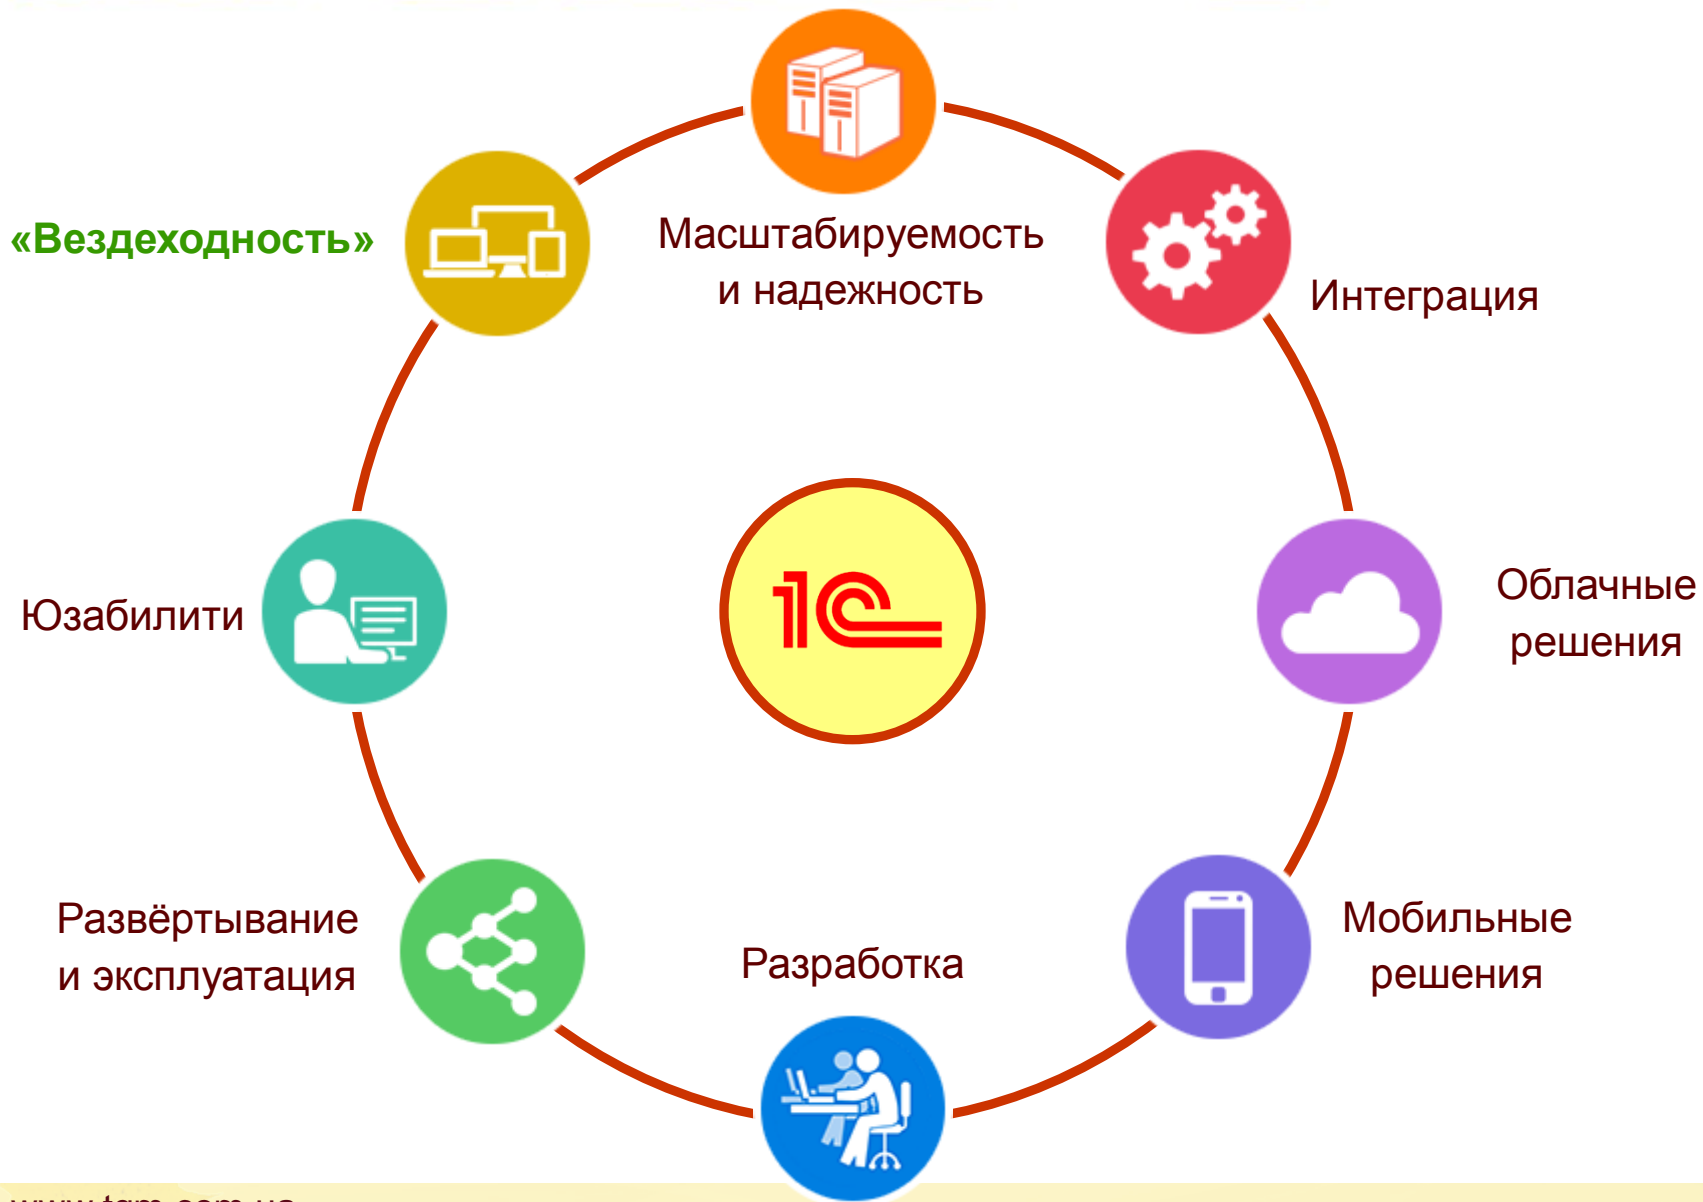 Масштабируемость
и надежность
«Вездеходность»
Интеграция
1С
Облачные
решения
Юзабилити
Мобильные
решения
Развёртывание
и эксплуатация
Разработка